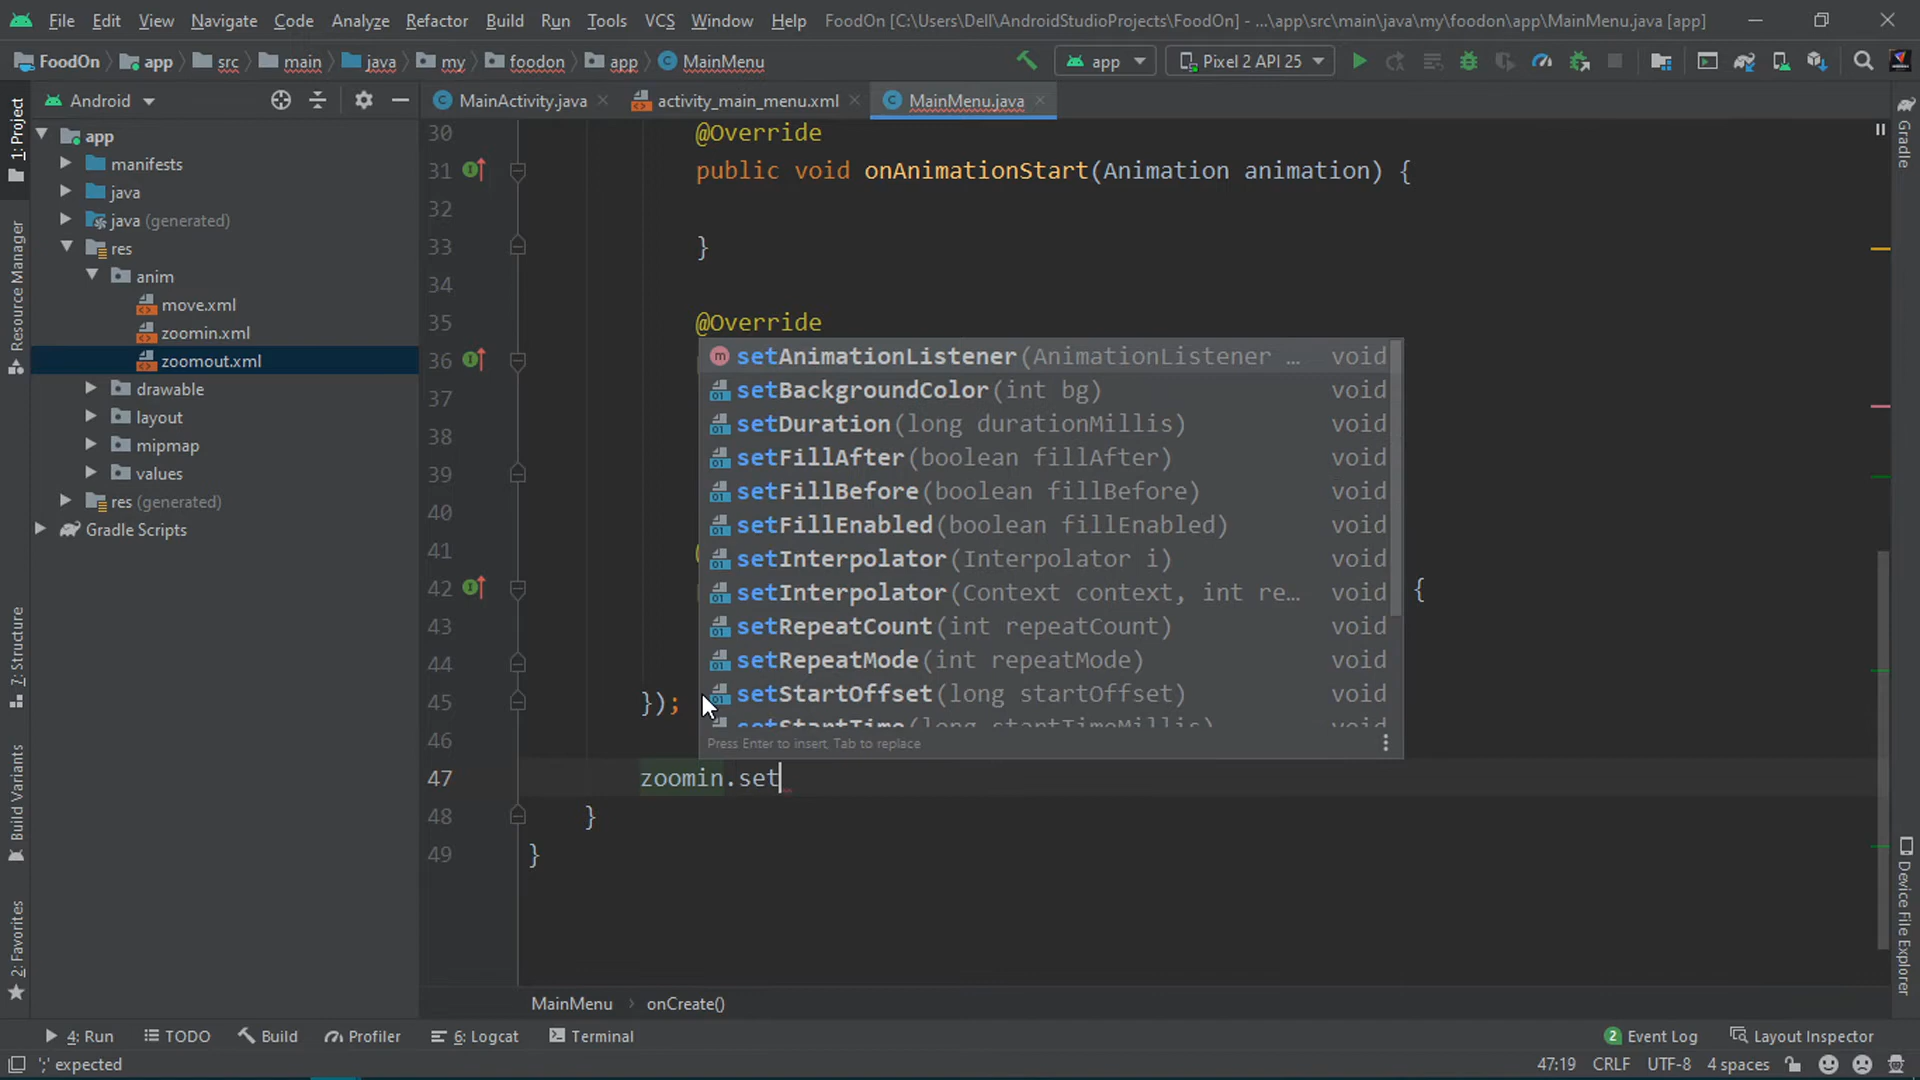 File Edit View Navigate Code Analyze Refactor Build Run Tools VCS Window Help FoodOn [C:\Users\Dell\AndroidStudioProjects\FoodOn] - ...\app\src\main\java\my\foodon\app\MainMenu.java [app]
FoodOn app src main java my foodon app MainMenu app Pixel 2 API 25
Android MainActivity.java activity_main_menu.xml MainMenu.java
1: Project
Resource Manager
7: Structure
Build Variants
2: Favorites
app
manifests
java
java (generated)
res
anim
move.xml
zoomin.xml
zoomout.xml
drawable
layout
mipmap
values
res (generated)
Gradle Scripts
30 @Override
31 public void onAnimationStart(Animation animation) {
32
33 }
34
35 @Override
36
37
38
39
40
41
42 {
43
44
45 });
46
47 zoomin.set
48 }
49 }
setAnimationListener(AnimationListener … void
setBackgroundColor(int bg) void
setDuration(long durationMillis) void
setFillAfter(boolean fillAfter) void
setFillBefore(boolean fillBefore) void
setFillEnabled(boolean fillEnabled) void
setInterpolator(Interpolator i) void
setInterpolator(Context context, int re… void
setRepeatCount(int repeatCount) void
setRepeatMode(int repeatMode) void
setStartOffset(long startOffset) void
setStartTime(long startTimeMillis) void
Press Enter to insert, Tab to replace
Gradle
Device File Explorer
MainMenu › onCreate()
4: Run TODO Build Profiler 6: Logcat Terminal 2 Event Log Layout Inspector
';' expected 47:19 CRLF UTF-8 4 spaces